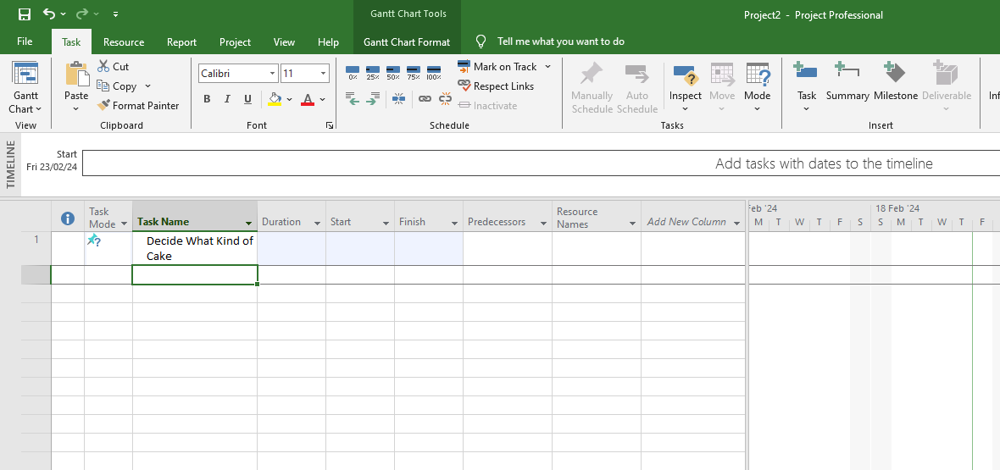 Gantt Chart Tools
Project2 - Project Professional
File Task Resource Report Project View Help Gantt Chart Format Tell me what you want to do
Gantt Chart
View
Paste
Cut
Copy
Format Painter
Clipboard
Calibri 11
B I U A
Font
0% 25% 50% 75% 100%
Mark on Track
Respect Links
Inactivate
Schedule
Manually Schedule
Auto Schedule
Inspect
Move
Mode
Tasks
Task
Summary
Milestone
Deliverable
Insert
Inf
TIMELINE
Start
Fri 23/02/24
Add tasks with dates to the timeline
Task Mode
Task Name
Duration
Start
Finish
Predecessors
Resource Names
Add New Column
Feb '24 18 Feb '24
M T W T F S S M T W T F
1 Decide What Kind of
Cake